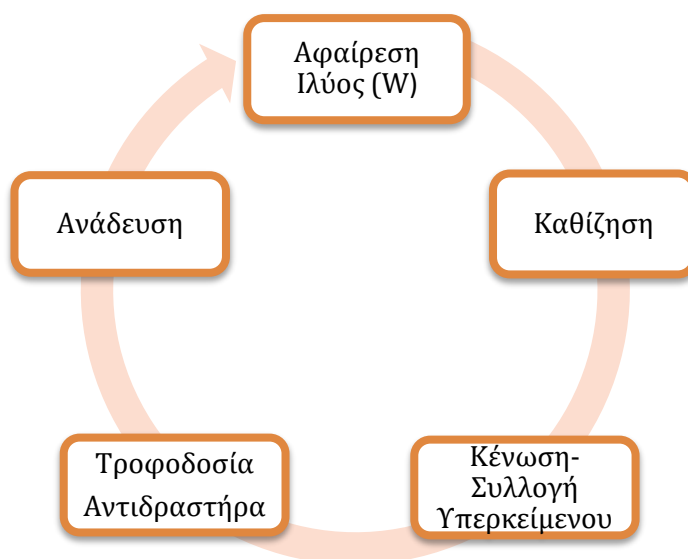 Αφαίρεση
Ιλύος (W)
Ανάδευση
Καθίζηση
Τροφοδοσία
Αντιδραστήρα
Κένωση-
Συλλογή
Υπερκείμενου